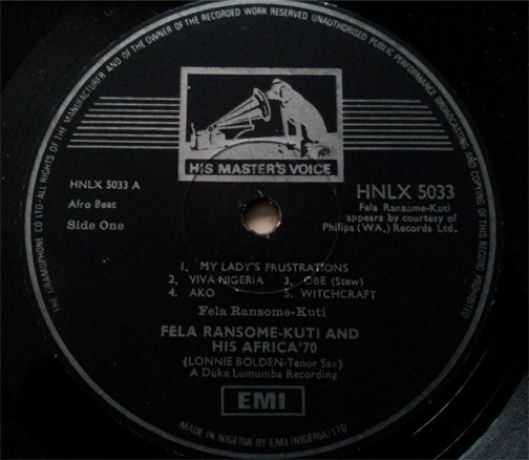 THE GRAMOPHONE CO LTD-ALL RIGHTS OF THE MANUFACTURER AND OF THE OWNER OF THE RECORDED WORK RESERVED UNAUTHORISED PUBLIC PERFORMANCE BROADCASTING AND COPYING OF THIS RECORD PROHIBITED
HIS MASTER'S VOICE
HNLX 5033 A
Afro Beat
Side One
HNLX 5033
Fela Ransome-Kuti
appears by courtesy of
Philips (WA,) Records Ltd.
1. MY LADY'S FRUSTRATIONS
2. VIVA NIGERIA 3. OBE (Stew)
4. AKO 5. WITCHCRAFT
Fela Ransome-Kuti
FELA RANSOME-KUTI AND
HIS AFRICA'70
(LONNIE BOLDEN-Tenor Sax)
A Duke Lumumba Recording
EMI
MADE IN NIGERIA BY E.M.I (NIGERIA) LTD